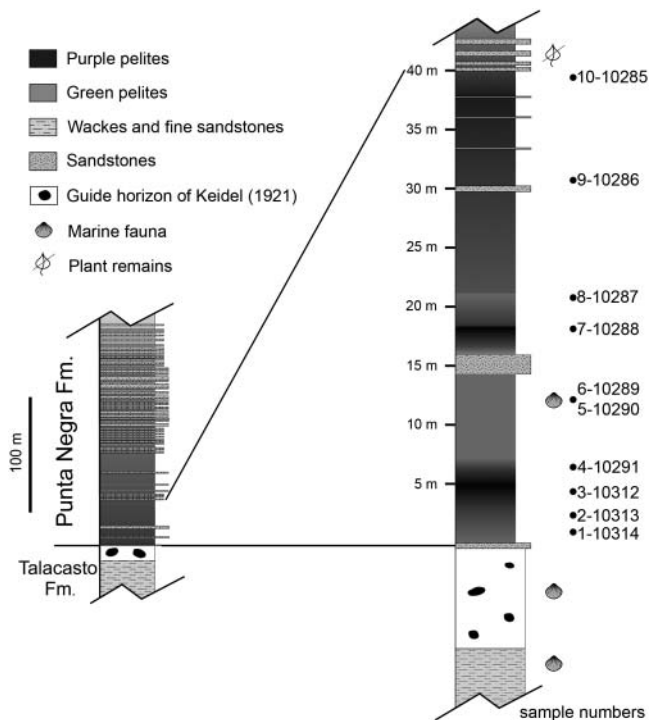 Purple pelites
Green pelites
Wackes and fine sandstones
Sandstones
Guide horizon of Keidel (1921)
Marine fauna
Plant remains
100 m
Punta Negra Fm.
Talacasto
Fm.
40 m
35 m
30 m
25 m
20 m
15 m
10 m
5 m
10-10285
9-10286
8-10287
7-10288
6-10289
5-10290
4-10291
3-10312
2-10313
1-10314
sample numbers